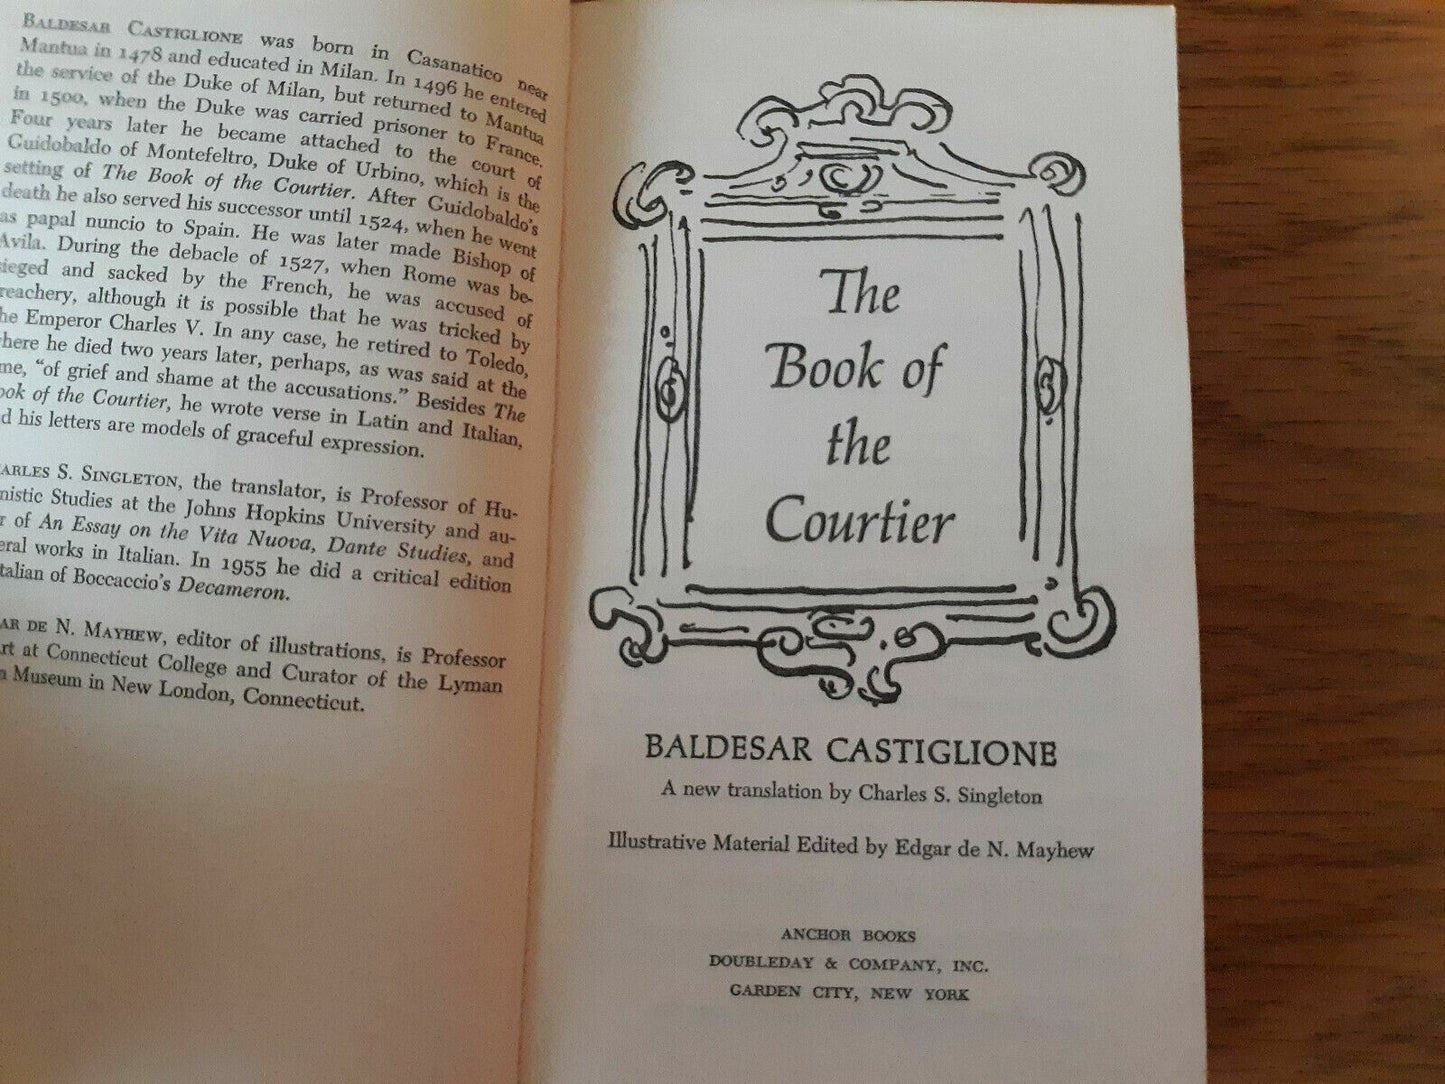 BALDESAR CASTIGLIONE was born in Casanatico near
Mantua in 1478 and educated in Milan. In 1496 he entered
the service of the Duke of Milan, but returned to Mantua
in 1500, when the Duke was carried prisoner to France.
Four years later he became attached to the court of
Guidobaldo of Montefeltro, Duke of Urbino, which is the
setting of The Book of the Courtier. After Guidobaldo's
death he also served his successor until 1524, when he went
as papal nuncio to Spain. He was later made Bishop of
Avila. During the debacle of 1527, when Rome was be-
ieged and sacked by the French, he was accused of
reachery, although it is possible that he was tricked by
he Emperor Charles V. In any case, he retired to Toledo,
here he died two years later, perhaps, as was said at the
me, "of grief and shame at the accusations." Besides The
ook of the Courtier, he wrote verse in Latin and Italian,
d his letters are models of graceful expression.
ARLES S. SINGLETON, the translator, is Professor of Hu-
nistic Studies at the Johns Hopkins University and au-
r of An Essay on the Vita Nuova, Dante Studies, and
eral works in Italian. In 1955 he did a critical edition
talian of Boccaccio's Decameron.
AR DE N. MAYHEW, editor of illustrations, is Professor
rt at Connecticut College and Curator of the Lyman
n Museum in New London, Connecticut.
The
Book of
the
Courtier
BALDESAR CASTIGLIONE
A new translation by Charles S. Singleton
Illustrative Material Edited by Edgar de N. Mayhew
ANCHOR BOOKS
DOUBLEDAY & COMPANY, INC.
GARDEN CITY, NEW YORK